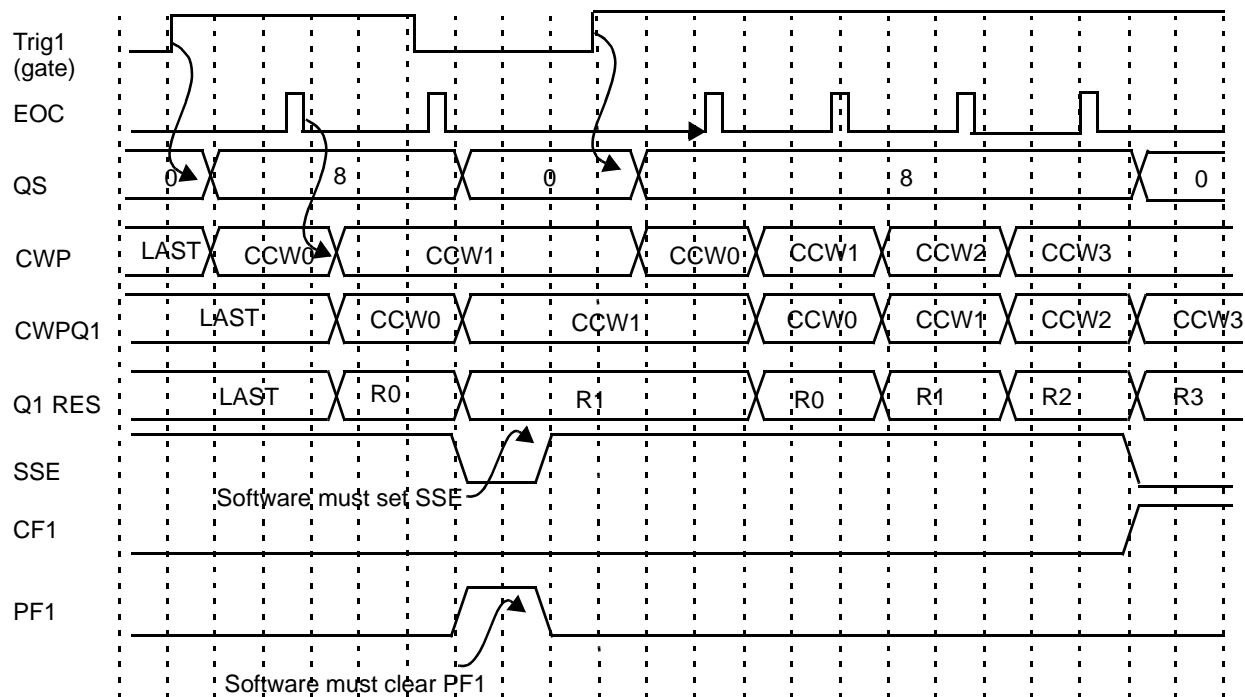 Trig1
(gate)
EOC
QS
0
8
0
8
0
CWP
LAST
CCW0
CCW1
CCW0
CCW1
CCW2
CCW3
CWPQ1
LAST
CCW0
CCW1
CCW0
CCW1
CCW2
CCW3
Q1 RES
LAST
R0
R1
R0
R1
R2
R3
SSE
Software must set SSE
CF1
PF1
Software must clear PF1